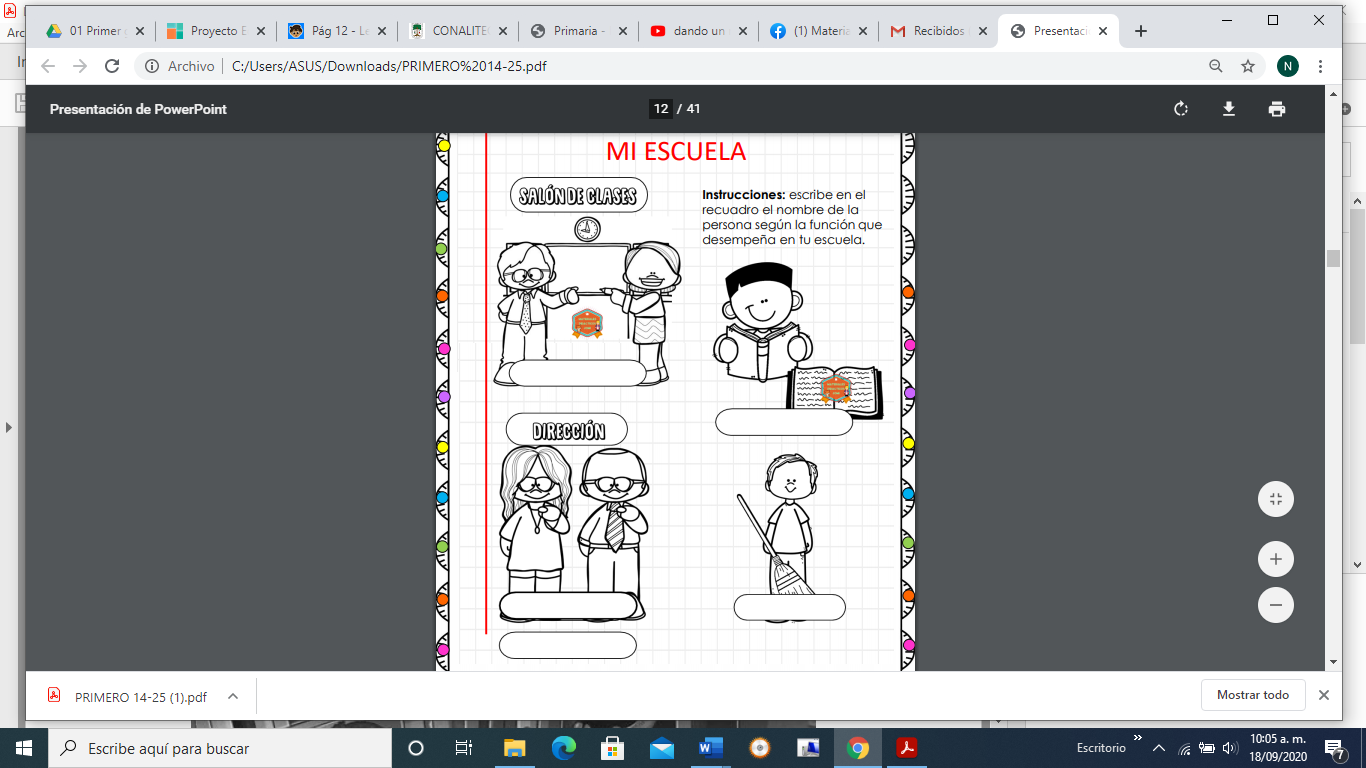 01 Primer
Proyecto E
Pág 12 - Le
CONALITE
Primaria -
dando un
(1) Materia
Recibidos
Presentaci
Archivo
C:/Users/ASUS/Downloads/PRIMERO%2014-25.pdf
N
Presentación de PowerPoint
12 / 41
MI ESCUELA
SALÓN DE CLASES
Instrucciones: escribe en el
recuadro el nombre de la
persona según la función que
desempeña en tu escuela.
DIRECCIÓN
PRIMERO 14-25 (1).pdf
Mostrar todo
Escribe aquí para buscar
Escritorio
10:05 a. m.
18/09/2020
7